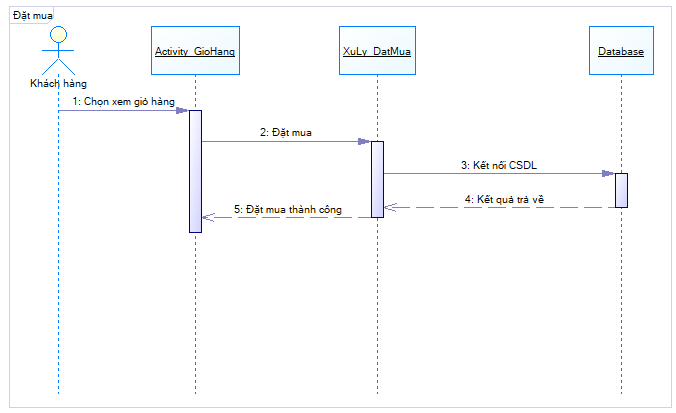 Đặt mua
Activity_GioHang
XuLy_DatMua
Database
Khách hàng
1: Chọn xem giỏ hàng
2: Đặt mua
3: Kết nối CSDL
4: Kết quả trả về
5: Đặt mua thành công